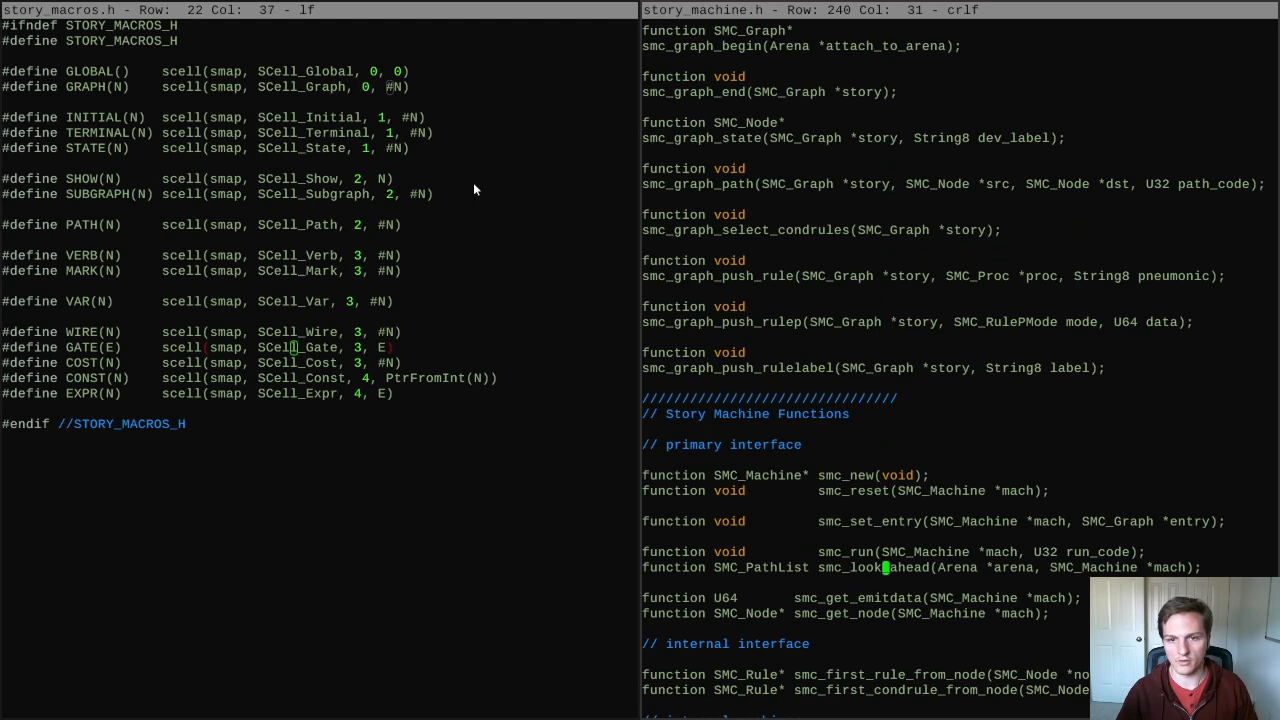 story_macros.h - Row:  22 Col:  37 - lf
#ifndef STORY_MACROS_H
#define STORY_MACROS_H
#define GLOBAL()    scell(smap, SCell_Global, 0, 0)
#define GRAPH(N)    scell(smap, SCell_Graph, 0, #N)
#define INITIAL(N)  scell(smap, SCell_Initial, 1, #N)
#define TERMINAL(N) scell(smap, SCell_Terminal, 1, #N)
#define STATE(N)    scell(smap, SCell_State, 1, #N)
#define SHOW(N)     scell(smap, SCell_Show, 2, N)
#define SUBGRAPH(N) scell(smap, SCell_Subgraph, 2, #N)
#define PATH(N)     scell(smap, SCell_Path, 2, #N)
#define VERB(N)     scell(smap, SCell_Verb, 3, #N)
#define MARK(N)     scell(smap, SCell_Mark, 3, #N)
#define VAR(N)      scell(smap, SCell_Var, 3, #N)
#define WIRE(N)     scell(smap, SCell_Wire, 3, #N)
#define GATE(E)     scell(smap, SCell_Gate, 3, E)
#define COST(N)     scell(smap, SCell_Cost, 3, #N)
#define CONST(N)    scell(smap, SCell_Const, 4, PtrFromInt(N))
#define EXPR(N)     scell(smap, SCell_Expr, 4, E)
#endif //STORY_MACROS_H
story_machine.h - Row: 240 Col:  31 - crlf
function SMC_Graph*
smc_graph_begin(Arena *attach_to_arena);
function void
smc_graph_end(SMC_Graph *story);
function SMC_Node*
smc_graph_state(SMC_Graph *story, String8 dev_label);
function void
smc_graph_path(SMC_Graph *story, SMC_Node *src, SMC_Node *dst, U32 path_code);
function void
smc_graph_select_condrules(SMC_Graph *story);
function void
smc_graph_push_rule(SMC_Graph *story, SMC_Proc *proc, String8 pneumonic);
function void
smc_graph_push_rulep(SMC_Graph *story, SMC_RulePMode mode, U64 data);
function void
smc_graph_push_rulelabel(SMC_Graph *story, String8 label);
////////////////////////////////
// Story Machine Functions
// primary interface
function SMC_Machine* smc_new(void);
function void         smc_reset(SMC_Machine *mach);
function void         smc_set_entry(SMC_Machine *mach, SMC_Graph *entry);
function void         smc_run(SMC_Machine *mach, U32 run_code);
function SMC_PathList smc_look_ahead(Arena *arena, SMC_Machine *mach);
function U64       smc_get_emitdata(SMC_Machine *mach);
function SMC_Node* smc_get_node(SMC_Machine *mach);
// internal interface
function SMC_Rule* smc_first_rule_from_node(SMC_Node *no
function SMC_Rule* smc_first_condrule_from_node(SMC_Node